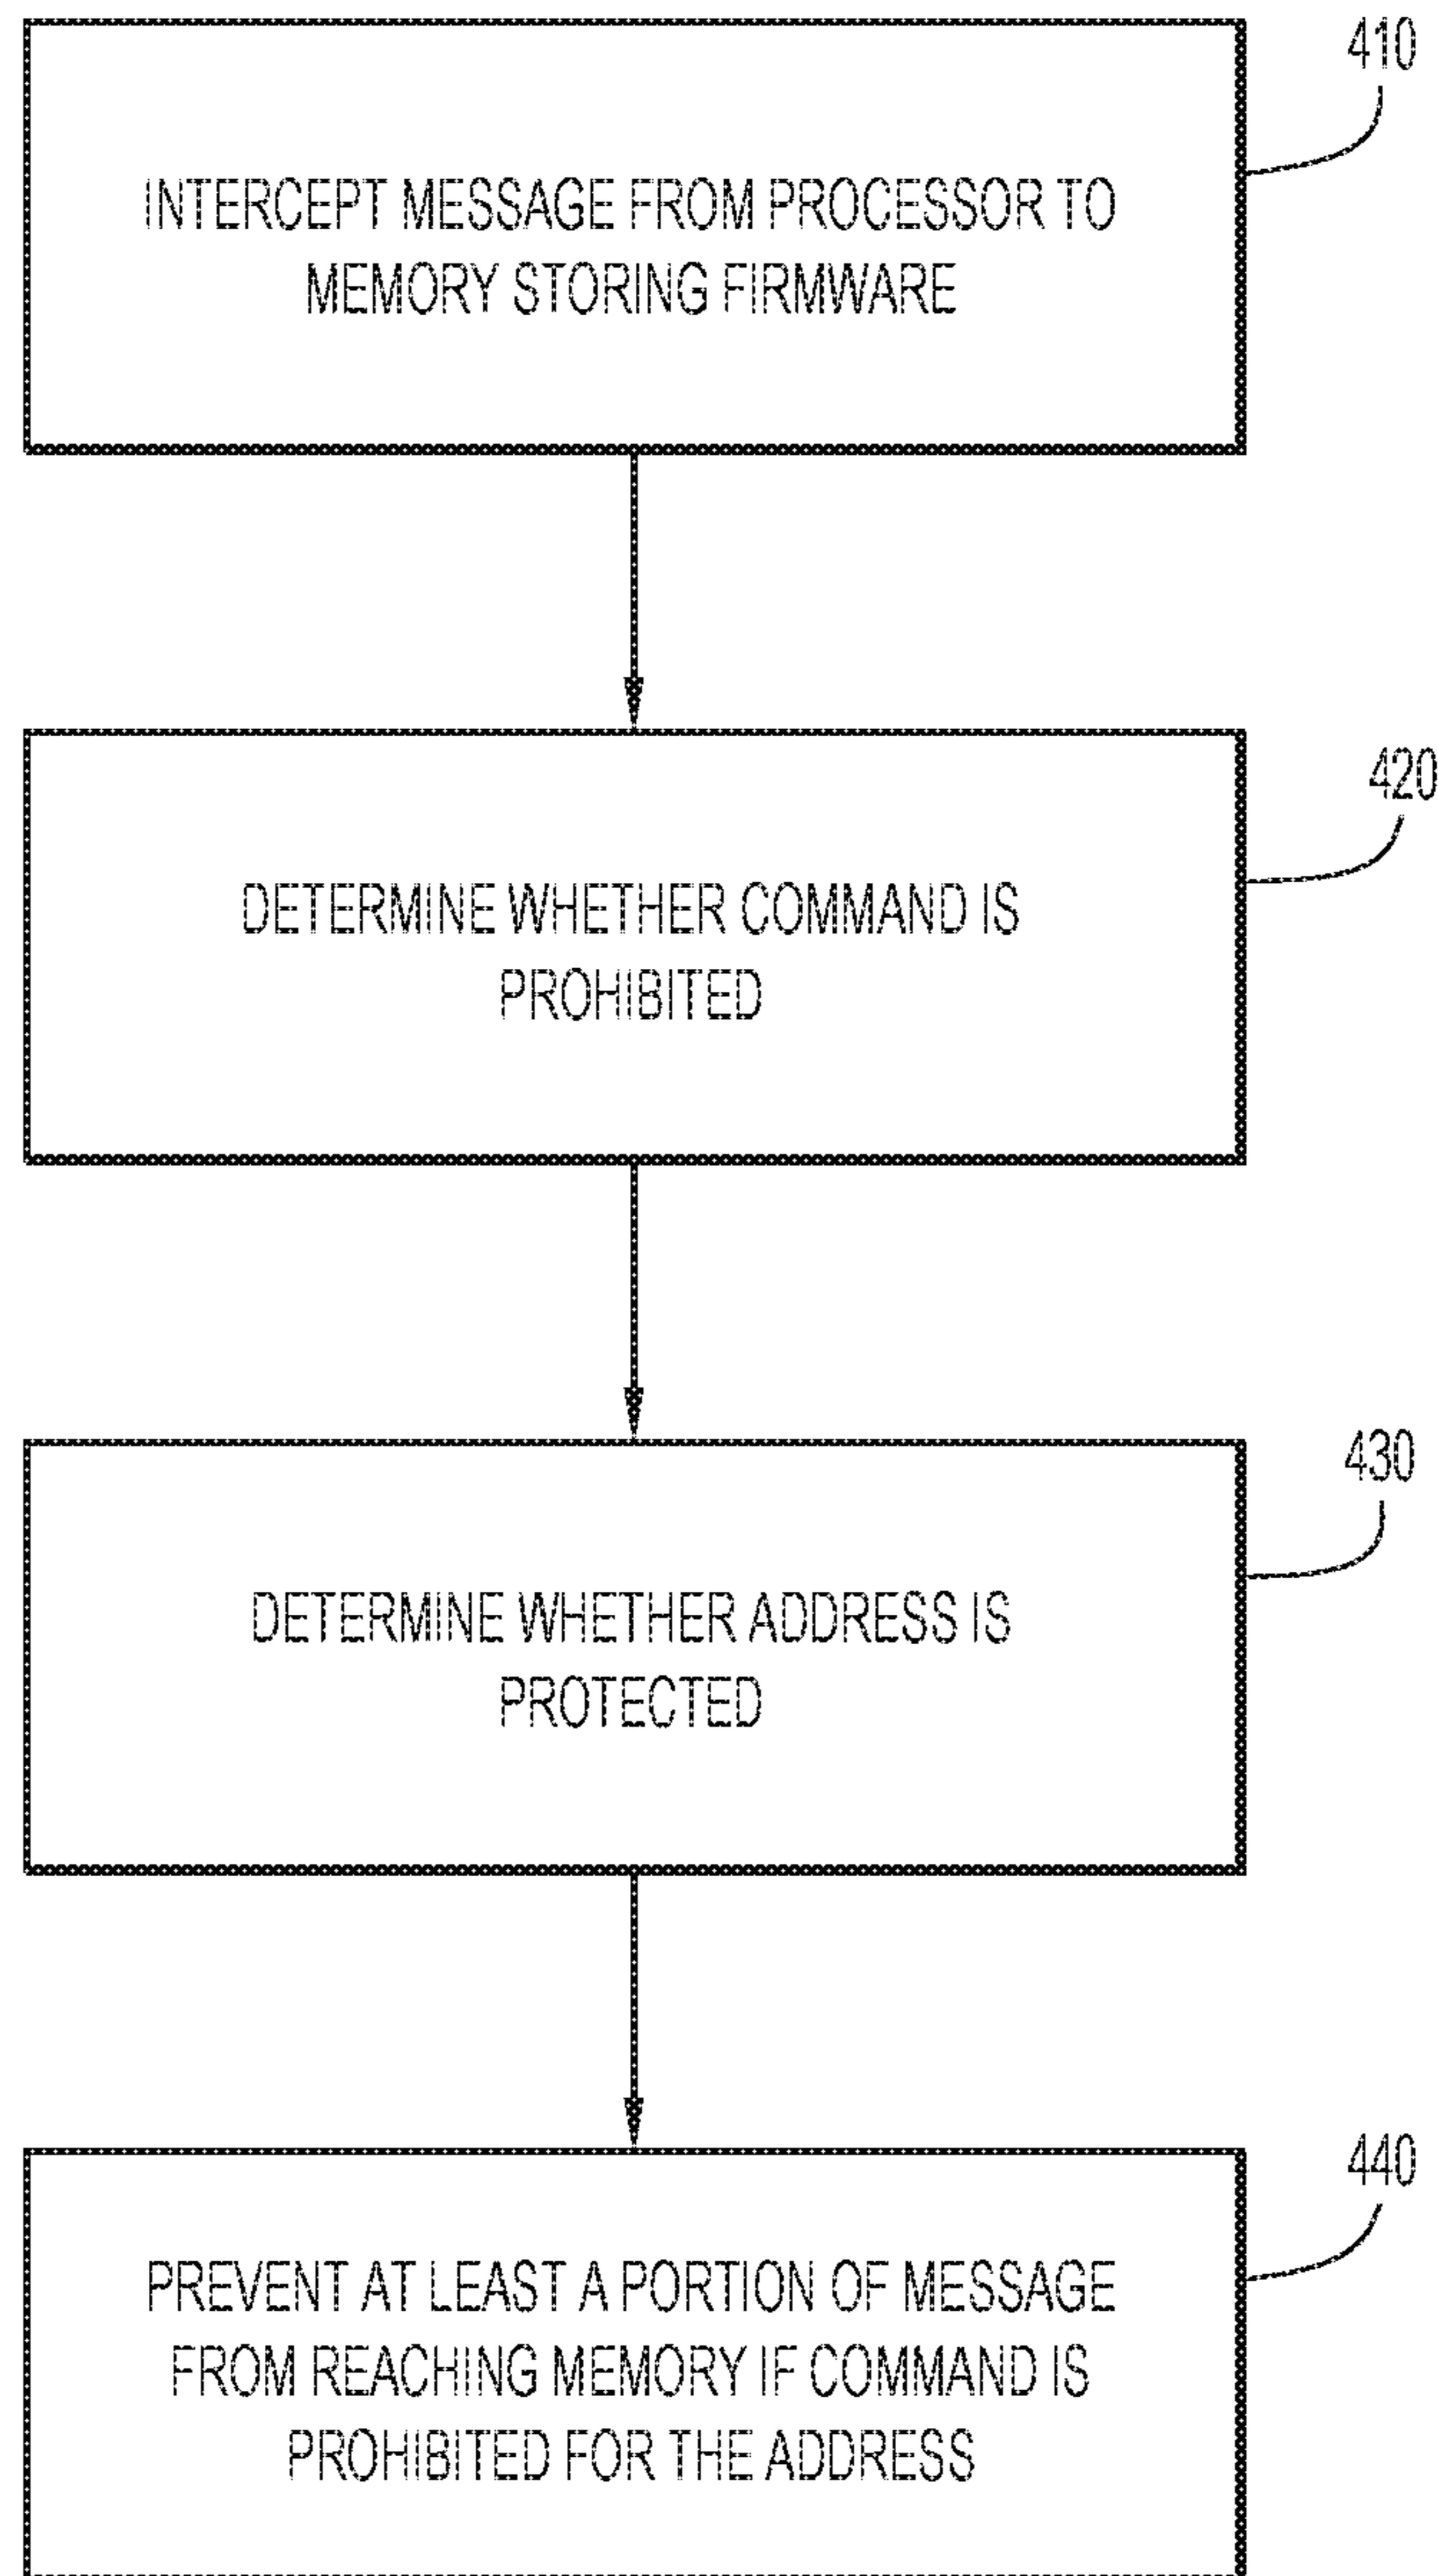 410
INTERCEPT MESSAGE FROM PROCESSOR TO
MEMORY STORING FIRMWARE
420
DETERMINE WHETHER COMMAND IS
PROHIBITED
430
DETERMINE WHETHER ADDRESS IS
PROTECTED
440
PREVENT AT LEAST A PORTION OF MESSAGE
FROM REACHING MEMORY IF COMMAND IS
PROHIBITED FOR THE ADDRESS